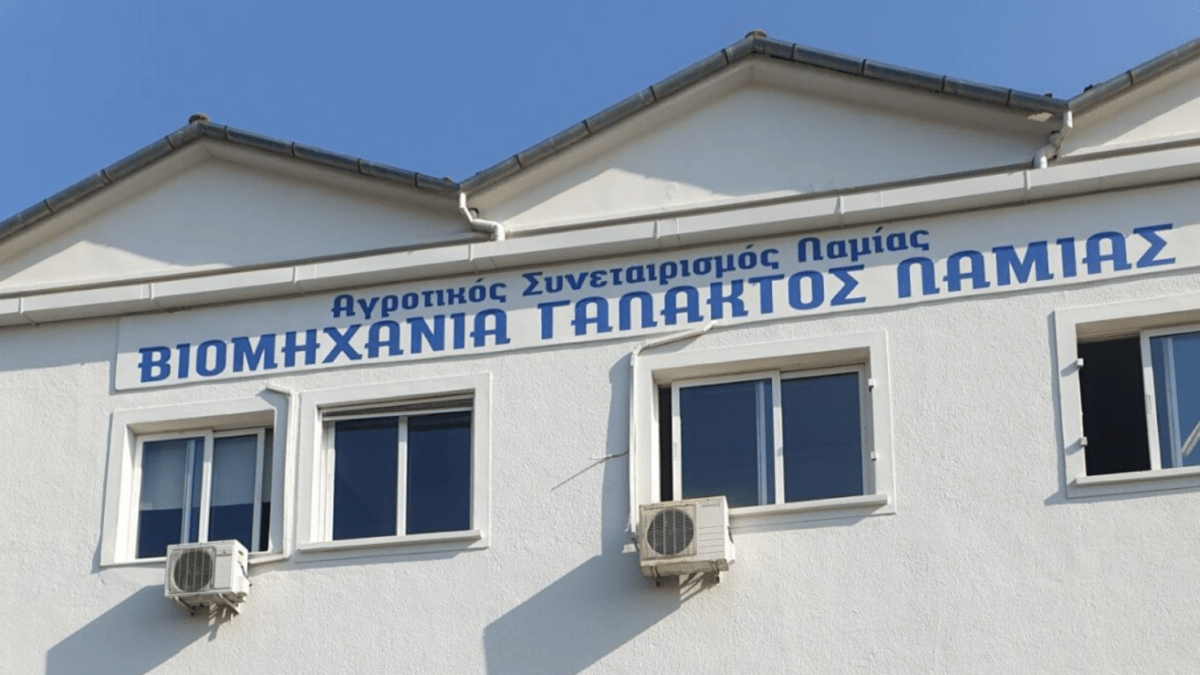 Αγροτικός Συνεταιρισμός Λαμίας
ΒΙΟΜΗΧΑΝΙΑ ΓΑΛΑΚΤΟΣ ΛΑΜΙΑΣ